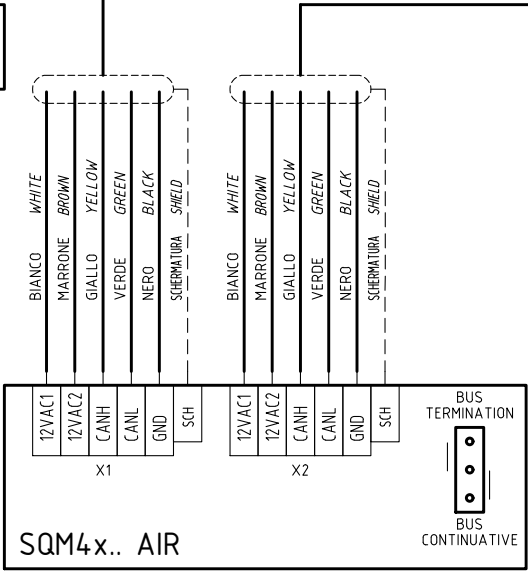 BIANCO WHITE
MARRONE BROWN
GIALLO YELLOW
VERDE GREEN
NERO BLACK
SCHERMATURA SHIELD
BIANCO WHITE
MARRONE BROWN
GIALLO YELLOW
VERDE GREEN
NERO BLACK
SCHERMATURA SHIELD
12VAC1
12VAC2
CANH
CANL
GND
SCH
X1
12VAC1
12VAC2
CANH
CANL
GND
SCH
X2
BUS
TERMINATION
BUS
CONTINUATIVE
SQM4x.. AIR